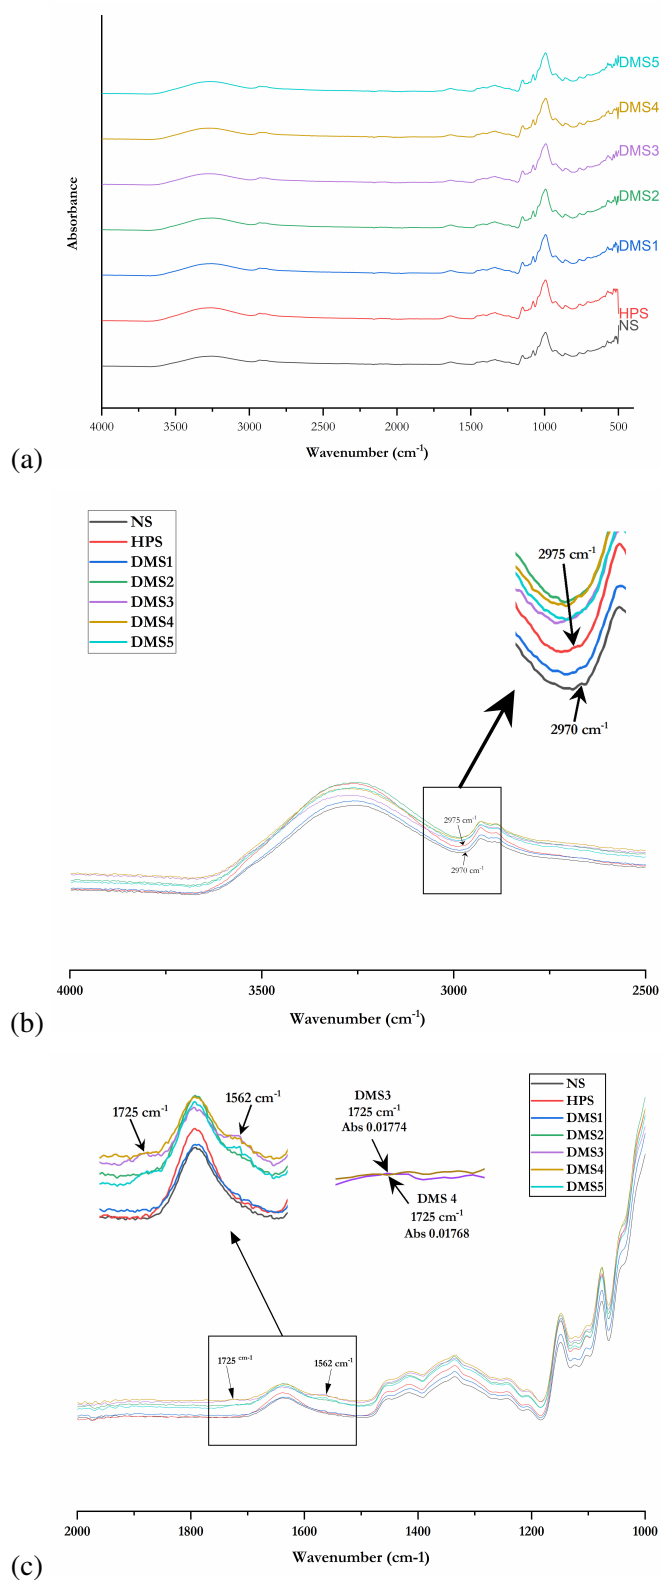 DMS5
DMS4
DMS3
DMS2
DMS1
HPS
NS
Absorbance
4000 3500 3000 2500 2000 1500 1000 500
Wavenumber (cm-1)
(a)
NS
HPS
DMS1
DMS2
DMS3
DMS4
DMS5
2975 cm-1
2970 cm-1
2975 cm-1
2970 cm-1
4000 3500 3000 2500
Wavenumber (cm-1)
(b)
1725 cm-1
1562 cm-1
DMS3
1725 cm-1
Abs 0.01774
DMS 4
1725 cm-1
Abs 0.01768
NS
HPS
DMS1
DMS2
DMS3
DMS4
DMS5
1725 cm-1
1562 cm-1
2000 1800 1600 1400 1200 1000
Wavenumber (cm-1)
(c)